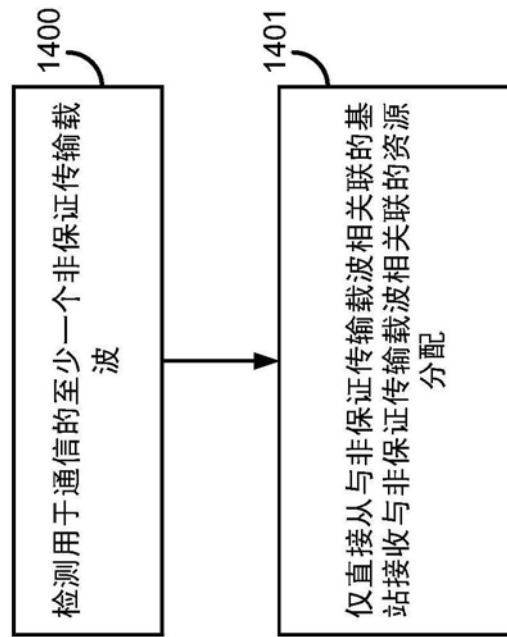 1400
检测用于通信的至少一个非保证传输载
波
1401
仅直接从与非保证传输载波相关联的基
站接收与非保证传输载波相关联的资源
分配